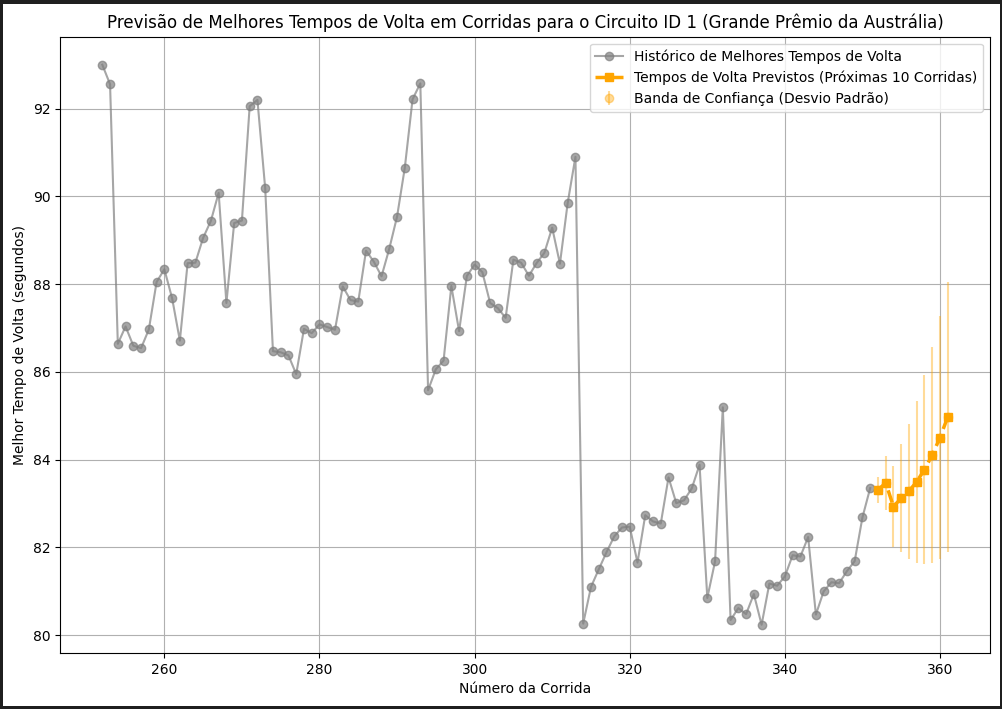 Previsão de Melhores Tempos de Volta em Corridas para o Circuito ID 1 (Grande Prêmio da Austrália)
Histórico de Melhores Tempos de Volta
Tempos de Volta Previstos (Próximas 10 Corridas)
Banda de Confiança (Desvio Padrão)
Melhor Tempo de Volta (segundos)
92
90
88
86
84
82
80
260
280
300
320
340
360
Número da Corrida